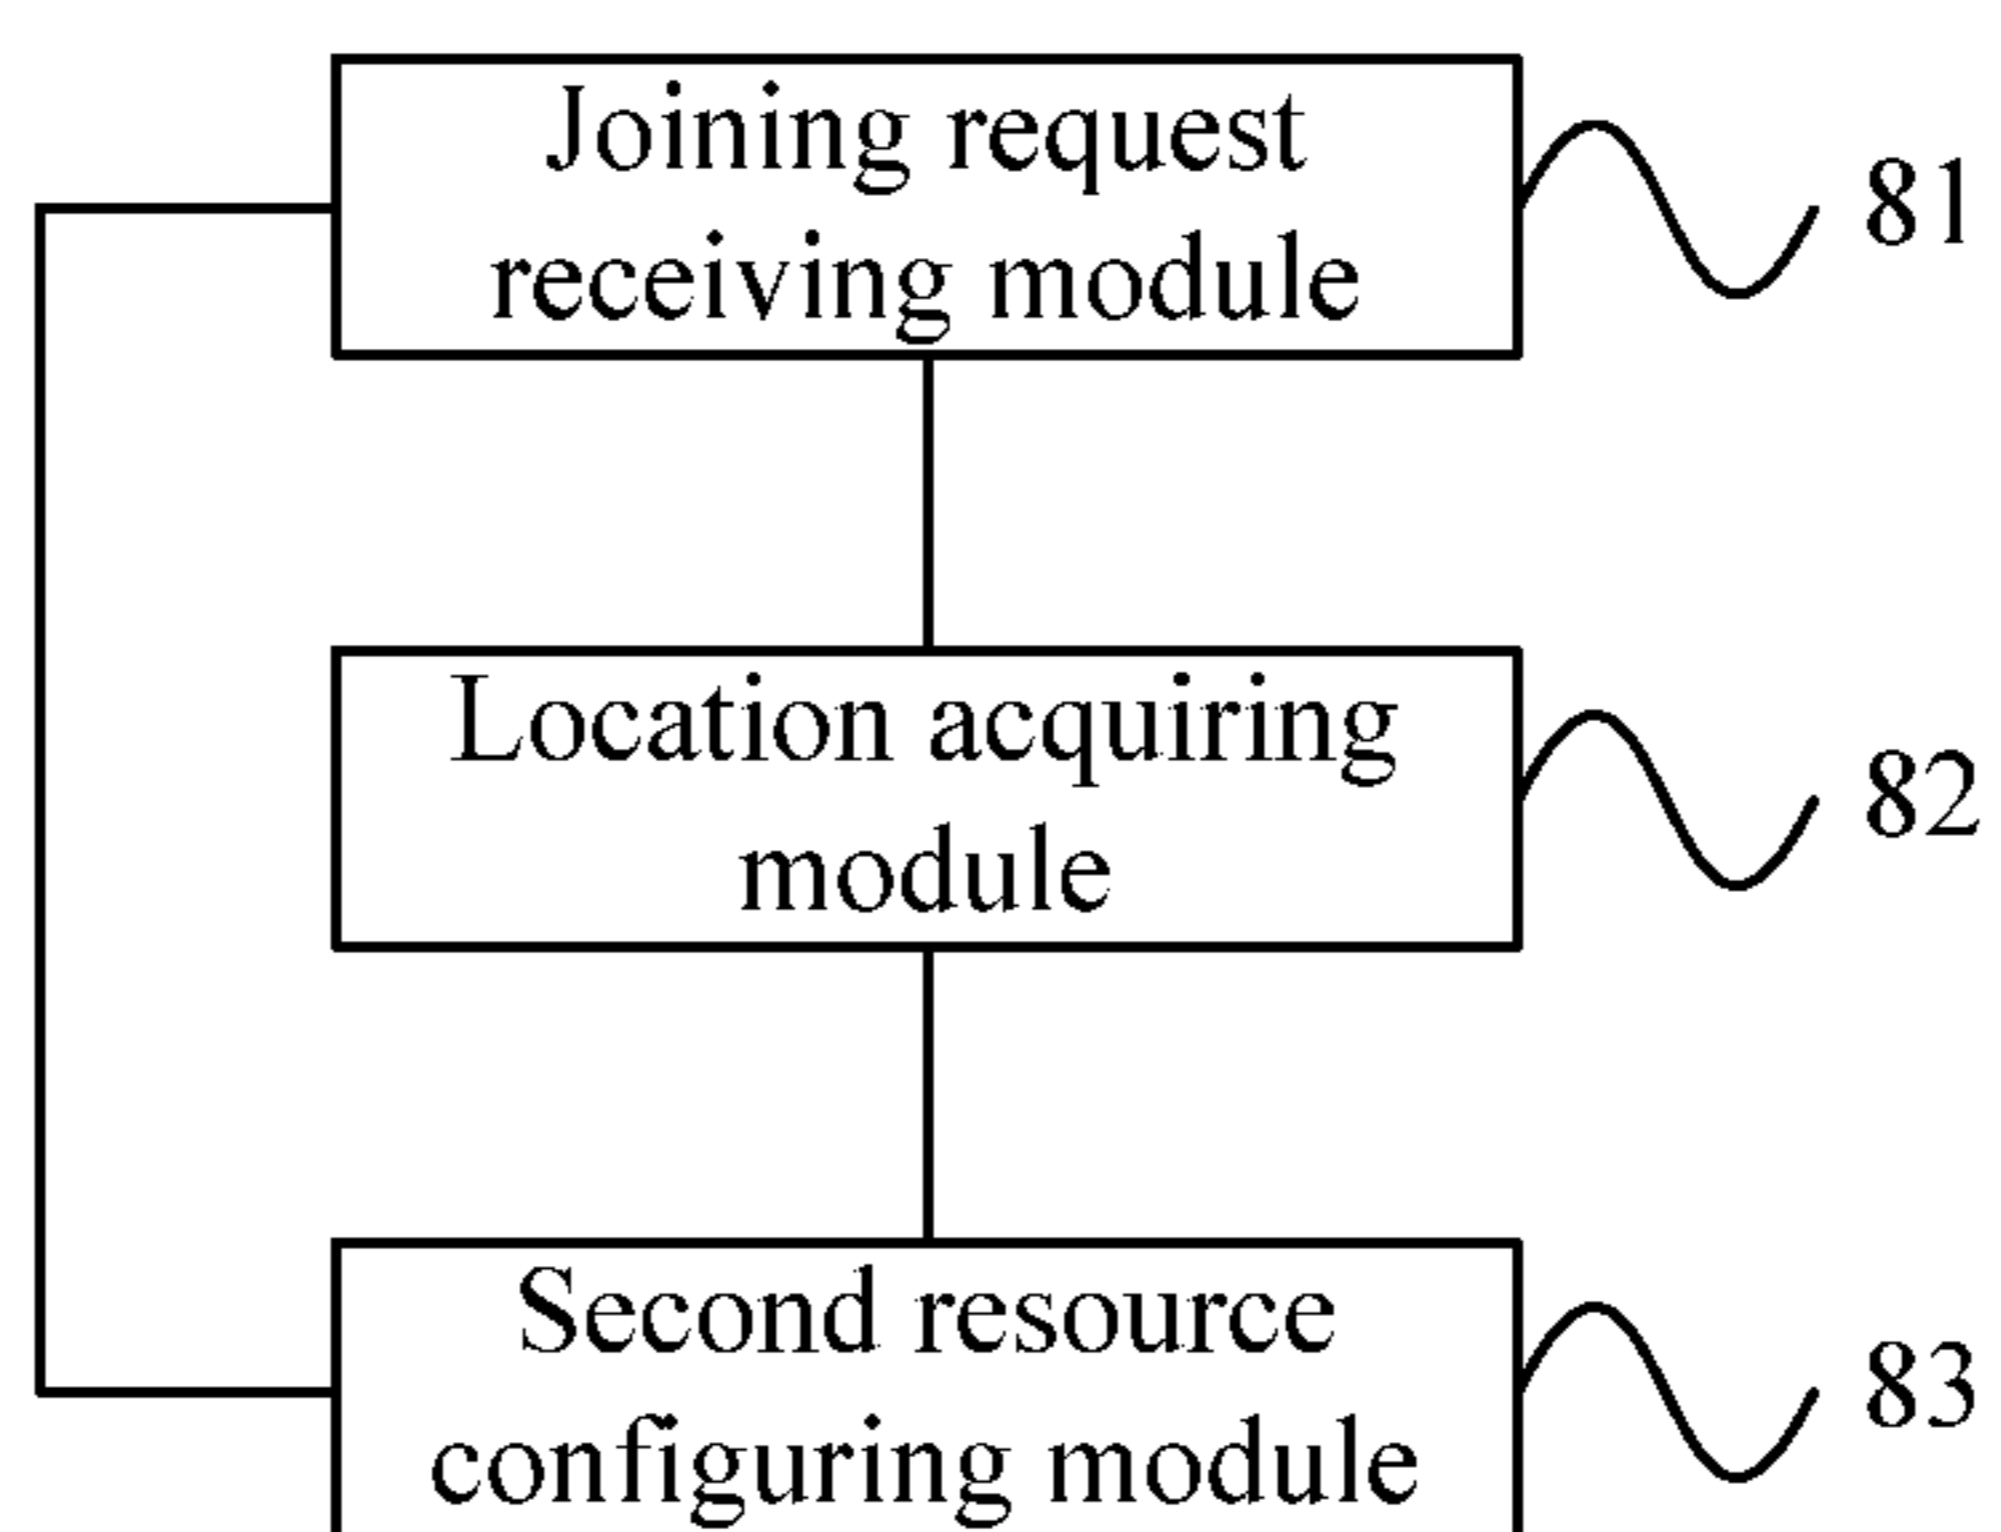 Joining request
receiving module
81
Location acquiring
module
82
Second resource
configuring module
83